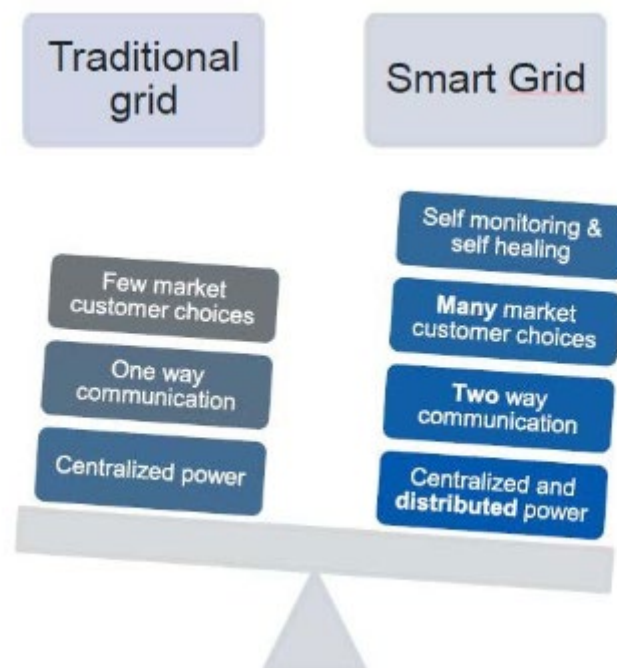 Traditional
grid
Smart Grid
Few market
customer choices
One way
communication
Centralized power
Self monitoring &
self healing
Many market
customer choices
Two way
communication
Centralized and
distributed power